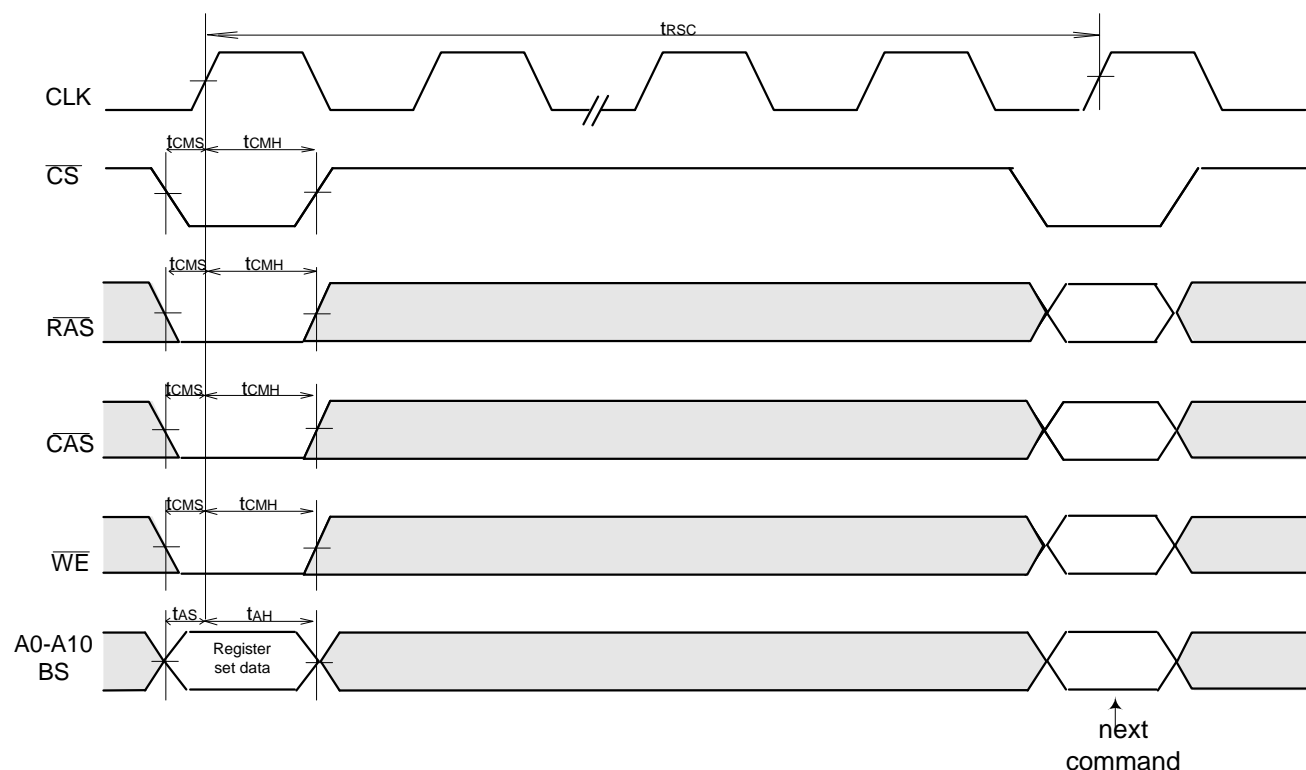 tRSC
CLK
tCMS
tCMH
CS
tCMS
tCMH
RAS
tCMS
tCMH
CAS
tCMS
tCMH
WE
tAS
tAH
A0-A10
BS
Register
set data
next
command